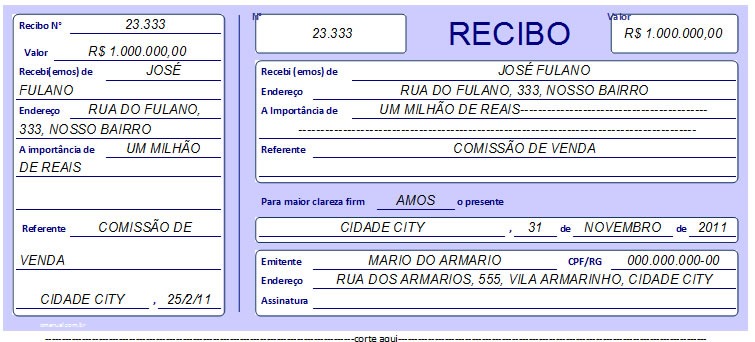 Recibo N° 23.333
Valor R$ 1.000.000,00
Recebi(emos) de JOSÉ
FULANO
Endereço RUA DO FULANO,
333, NOSSO BAIRRO
A importância de UM MILHÃO
DE REAIS
Referente COMISSÃO DE
VENDA
CIDADE CITY , 25/2/11
N° 23.333
RECIBO
Valor R$ 1.000.000,00
Recebi (emos) de JOSÉ FULANO
Endereço RUA DO FULANO, 333, NOSSO BAIRRO
A Importância de UM MILHÃO DE REAIS-----------------------------------------
----------------------------------------------------------------------------------------
Referente COMISSÃO DE VENDA
Para maior clareza firm AMOS o presente
CIDADE CITY , 31 de NOVEMBRO de 2011
Emitente MARIO DO ARMARIO CPF/RG 000.000.000-00
Endereço RUA DOS ARMARIOS, 555, VILA ARMARINHO, CIDADE CITY
Assinatura
---corte aqui---